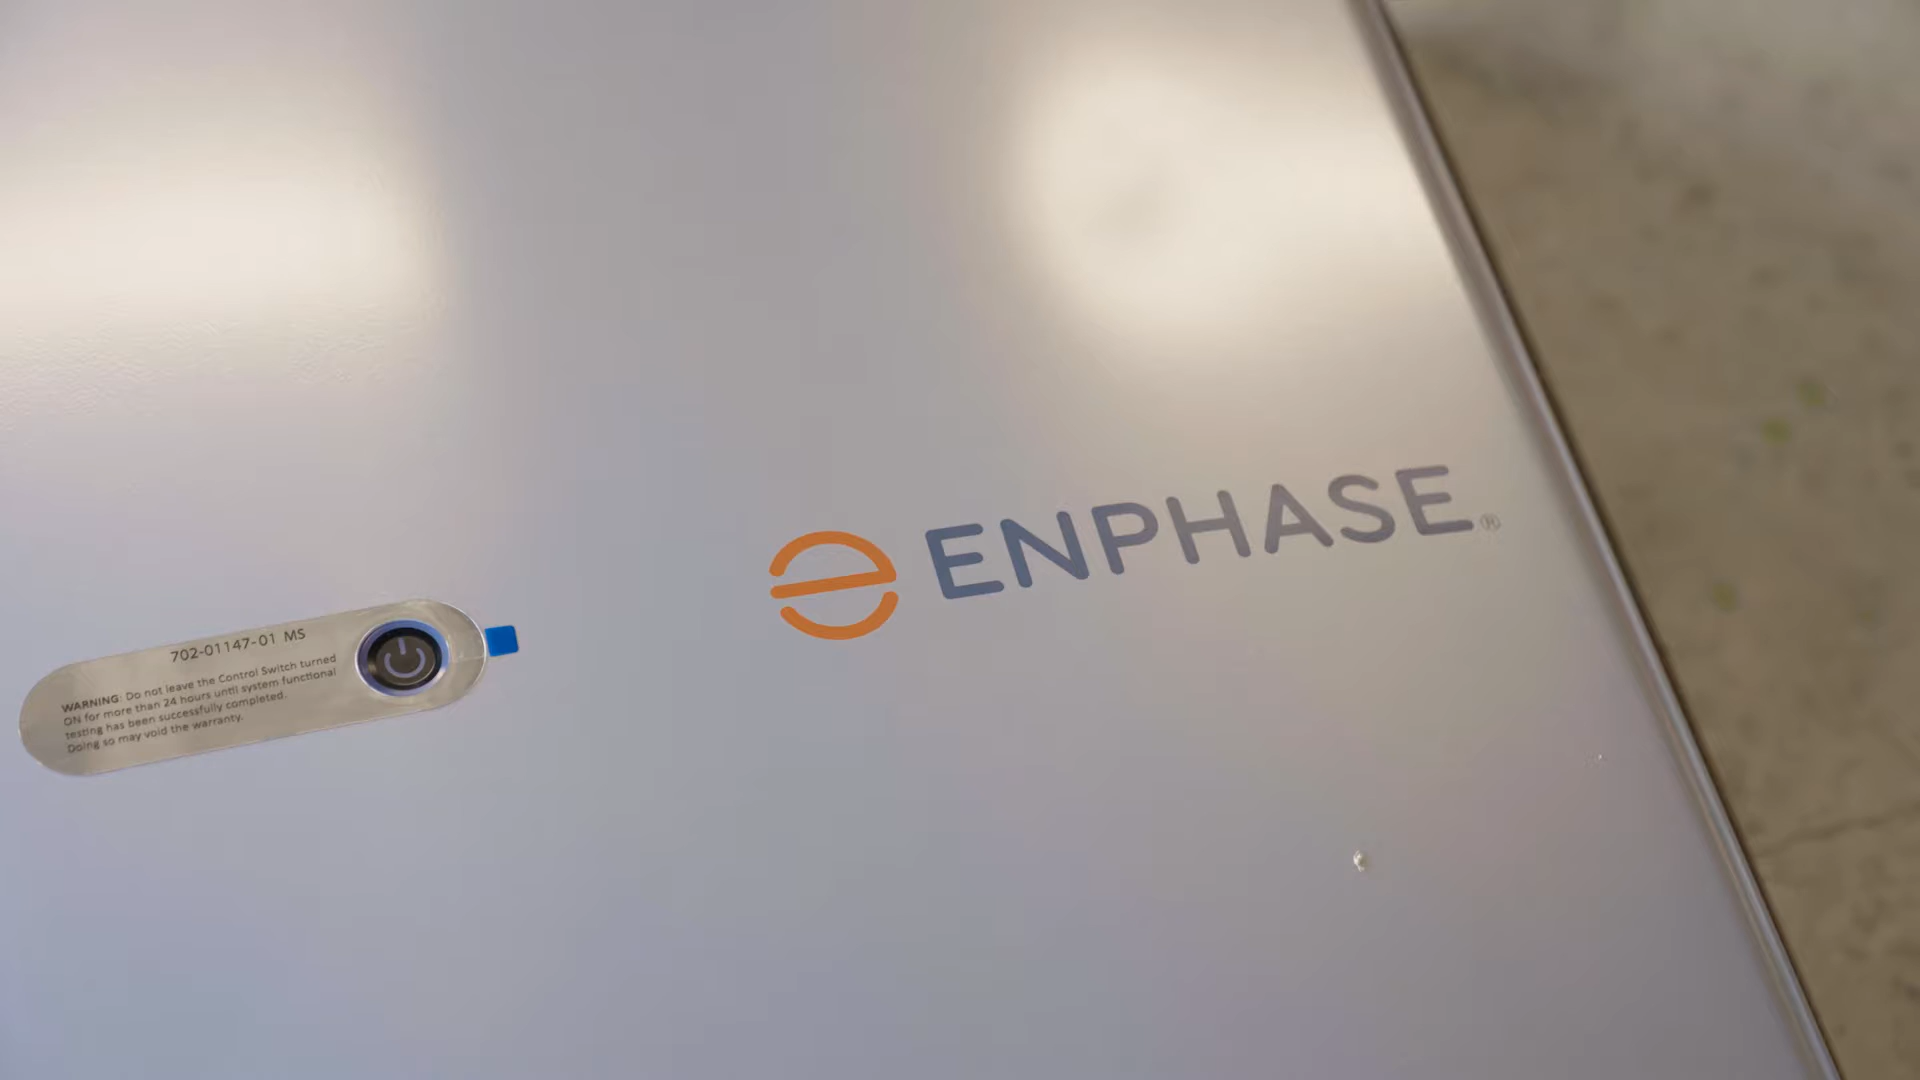 ENPHASE®
702-01147-01 MS
WARNING: Do not leave the Control Switch turned
ON for more than 24 hours until system functional
testing has been successfully completed.
Doing so may void the warranty.